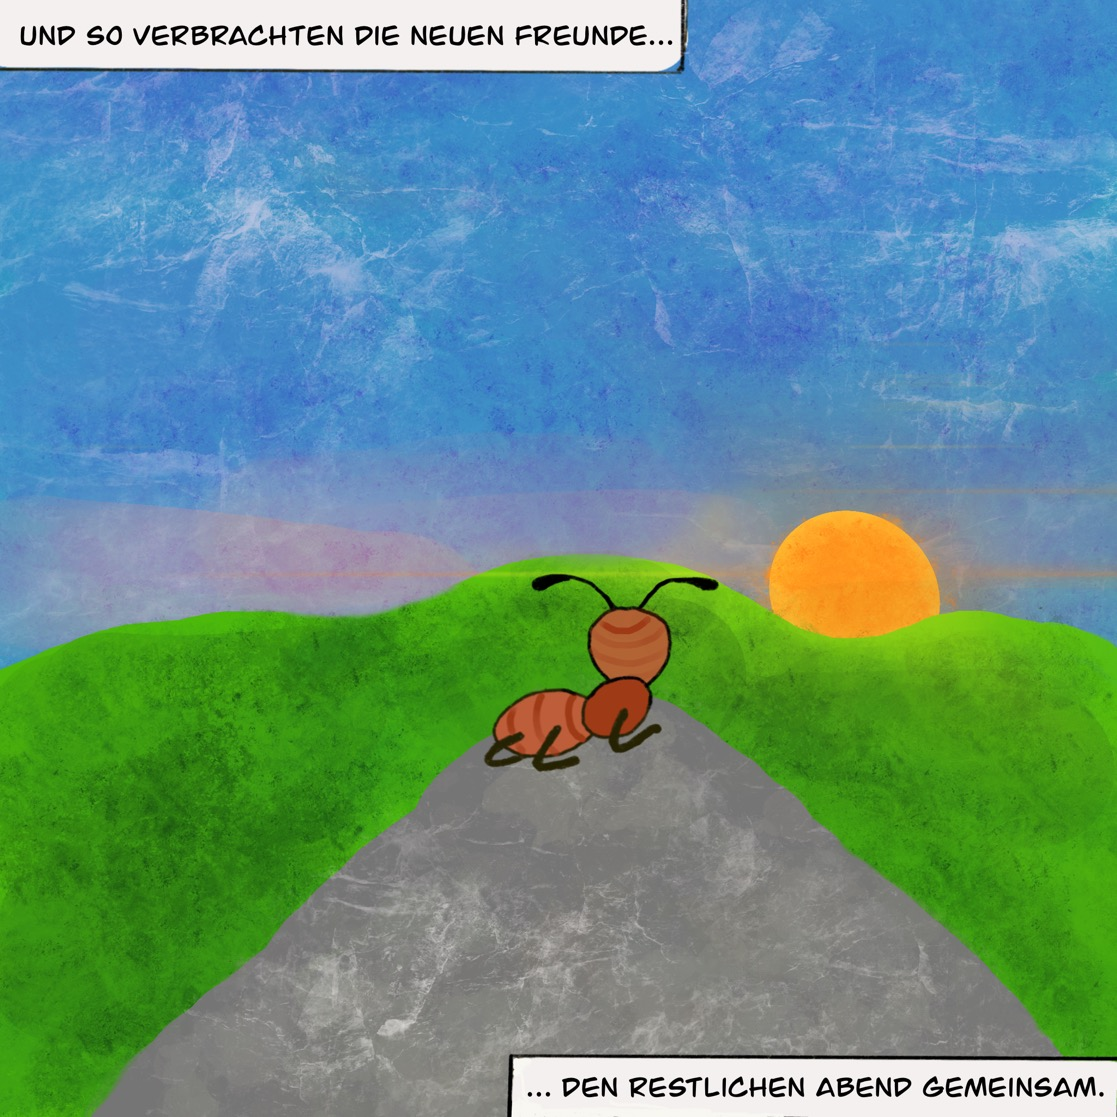 UND SO VERBRACHTEN DIE NEUEN FREUNDE...
... DEN RESTLICHEN ABEND GEMEINSAM.